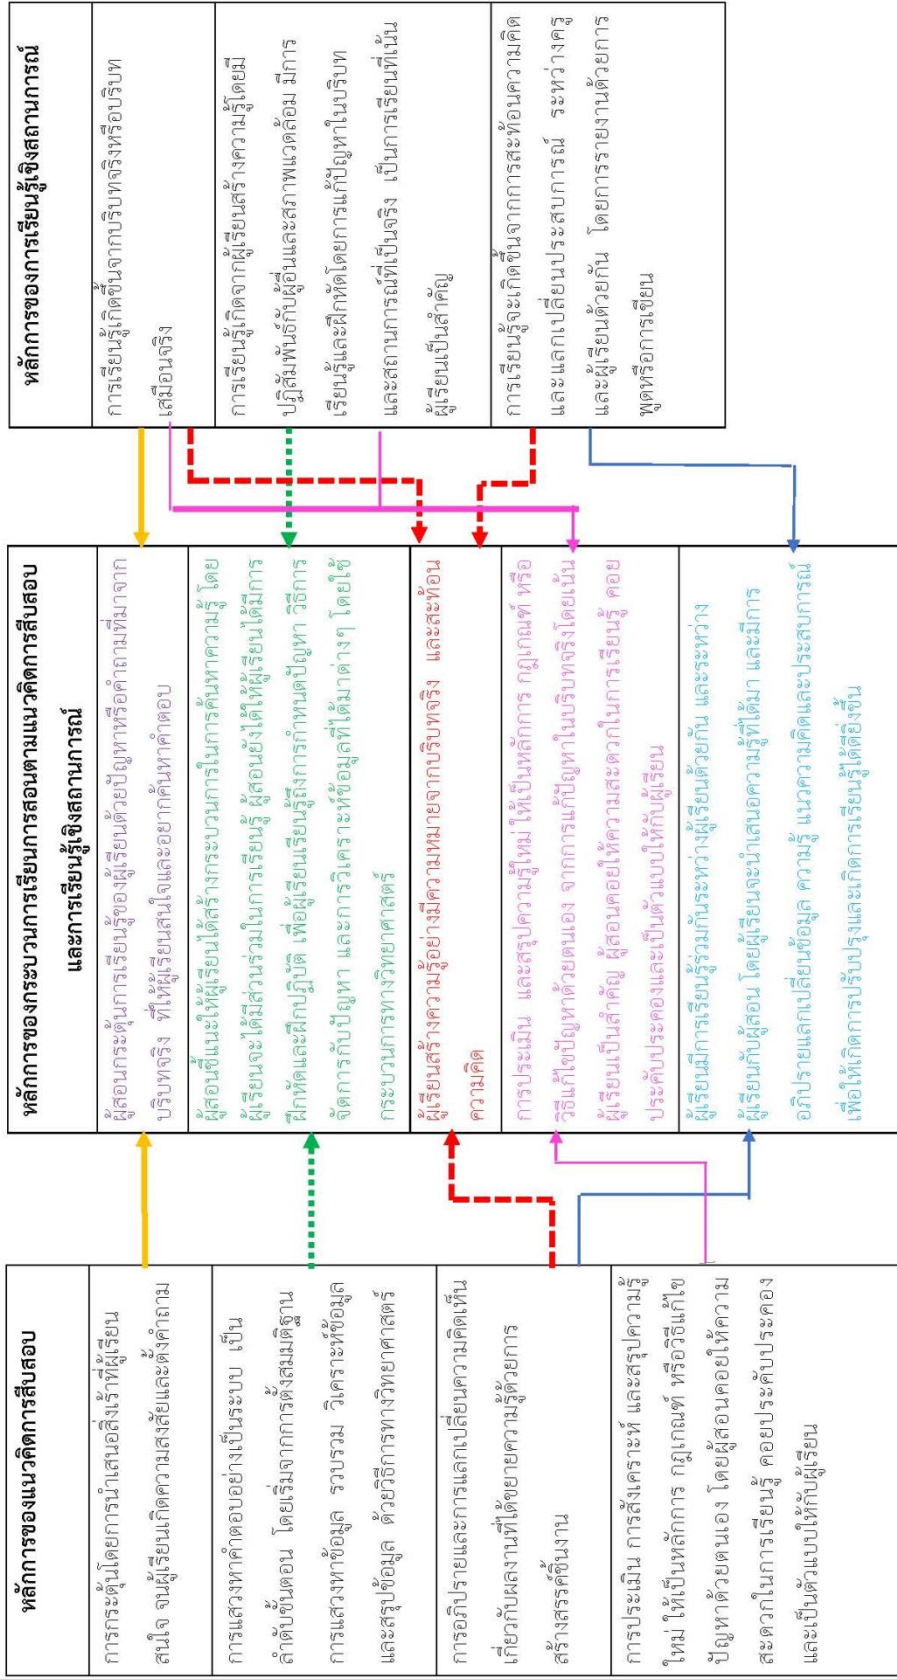 หลักการของแนวคิดการสืบสอบ
การกระตุ้นโดยการนำเสนอสิ่งเร้าที่ผู้เรียน
สนใจ จนผู้เรียนเกิดความสงสัยและตั้งคำถาม
การแสวงหาคำตอบอย่างเป็นระบบ เป็น
ลำดับขั้นตอน โดยเริ่มจากการตั้งสมมติฐาน
การแสวงหาข้อมูล รวบรวม วิเคราะห์ข้อมูล
และสรุปข้อมูล ด้วยวิธีการทางวิทยาศาสตร์
การอภิปรายและการแลกเปลี่ยนความคิดเห็น
เกี่ยวกับผลงานที่ได้ขยายความรู้ด้วยการ
สร้างสรรค์ชิ้นงาน
การประเมิน การสังเคราะห์ และสรุปความรู้
ใหม่ ให้เป็นหลักการ กฎเกณฑ์ หรือวิธีแก้ไข
ปัญหาด้วยตนเอง โดยผู้สอนคอยให้ความ
สะดวกในการเรียนรู้ คอยประคับประคอง
และเป็นตัวแบบให้กับผู้เรียน
หลักการของกระบวนการเรียนการสอนตามแนวคิดการสืบสอบ
และการเรียนรู้เชิงสถานการณ์
ผู้สอนกระตุ้นการเรียนรู้ของผู้เรียนด้วยปัญหาหรือคำถามที่มาจาก
บริบทจริง ที่ให้ผู้เรียนสนใจและอยากค้นหาคำตอบ
ผู้สอนชี้แนะให้ผู้เรียนได้สร้างกระบวนการในการค้นหาความรู้ โดย
ผู้เรียนจะได้มีส่วนร่วมในการเรียนรู้ ผู้สอนยังได้ให้ผู้เรียนได้มีการ
ฝึกหัดและฝึกปฏิบัติ เพื่อผู้เรียนเรียนรู้ถึงการกำหนดปัญหา วิธีการ
จัดการกับปัญหา และการวิเคราะห์ข้อมูลที่ได้มาต่างๆ โดยใช้
กระบวนการทางวิทยาศาสตร์
ผู้เรียนสร้างความรู้อย่างมีความหมายจากบริบทจริง และสะท้อน
ความคิด
การประเมิน และสรุปความรู้ใหม่ ให้เป็นหลักการ กฎเกณฑ์ หรือ
วิธีแก้ไขปัญหาด้วยตนเอง จากการแก้ปัญหาในบริบทจริงโดยเน้น
ผู้เรียนเป็นสำคัญ ผู้สอนคอยให้ความสะดวกในการเรียนรู้ คอย
ประคับประคองและเป็นตัวแบบให้กับผู้เรียน
ผู้เรียนมีการเรียนรู้ร่วมกันระหว่างผู้เรียนด้วยกัน และระหว่าง
ผู้เรียนกับผู้สอน โดยผู้เรียนจะนำเสนอความรู้ที่ได้มา และมีการ
อภิปรายแลกเปลี่ยนข้อมูล ความรู้ แนวความคิดและประสบการณ์
เพื่อให้เกิดการปรับปรุงและเกิดการเรียนรู้ได้ดียิ่งขึ้น
หลักการของการเรียนรู้เชิงสถานการณ์
การเรียนรู้เกิดขึ้นจากบริบทจริงหรือบริบท
เสมือนจริง
การเรียนรู้เกิดจากผู้เรียนสร้างความรู้โดยมี
ปฏิสัมพันธ์กับผู้อื่นและสภาพแวดล้อม มีการ
เรียนรู้และฝึกหัดโดยการแก้ปัญหาในบริบท
และสถานการณ์ที่เป็นจริง เป็นการเรียนที่เน้น
ผู้เรียนเป็นสำคัญ
การเรียนรู้จะเกิดขึ้นจากการสะท้อนความคิด
และแลกเปลี่ยนประสบการณ์ ระหว่างครู
และผู้เรียนด้วยกัน โดยการรายงานด้วยการ
พูดหรือการเขียน